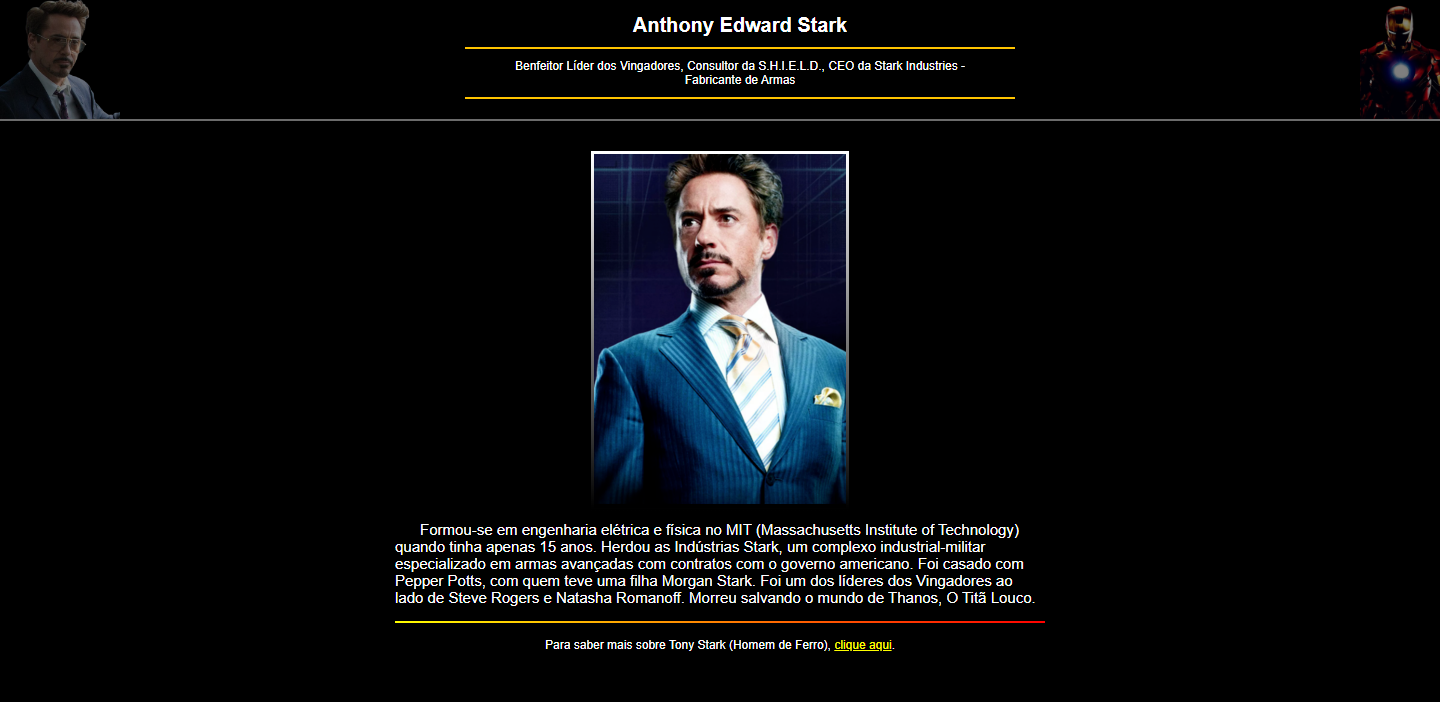 Anthony Edward Stark
Benfeitor Líder dos Vingadores, Consultor da S.H.I.E.L.D., CEO da Stark Industries -
Fabricante de Armas
Formou-se em engenharia elétrica e física no MIT (Massachusetts Institute of Technology)
quando tinha apenas 15 anos. Herdou as Indústrias Stark, um complexo industrial-militar
especializado em armas avançadas com contratos com o governo americano. Foi casado com
Pepper Potts, com quem teve uma filha Morgan Stark. Foi um dos líderes dos Vingadores ao
lado de Steve Rogers e Natasha Romanoff. Morreu salvando o mundo de Thanos, O Titã Louco.
Para saber mais sobre Tony Stark (Homem de Ferro), clique aqui.